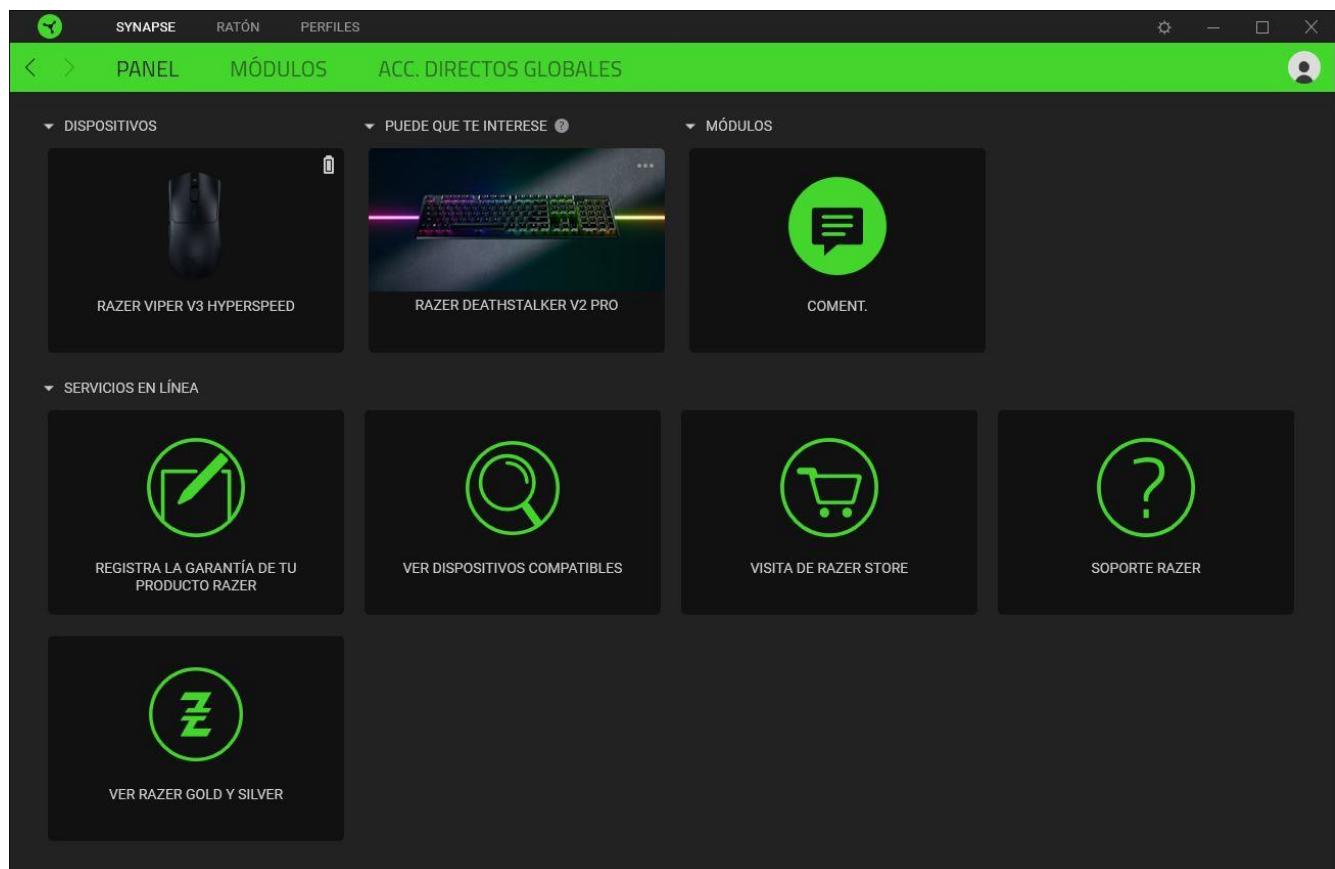 SYNAPSE RATÓN PERFILES
PANEL MÓDULOS ACC. DIRECTOS GLOBALES
DISPOSITIVOS
PUEDE QUE TE INTERESE ?
MÓDULOS
RAZER VIPER V3 HYPERSPEED
RAZER DEATHSTALKER V2 PRO
COMENT.
SERVICIOS EN LÍNEA
REGISTRA LA GARANTÍA DE TU
PRODUCTO RAZER
VER DISPOSITIVOS COMPATIBLES
VISITA DE RAZER STORE
SOPORTE RAZER
VER RAZER GOLD Y SILVER